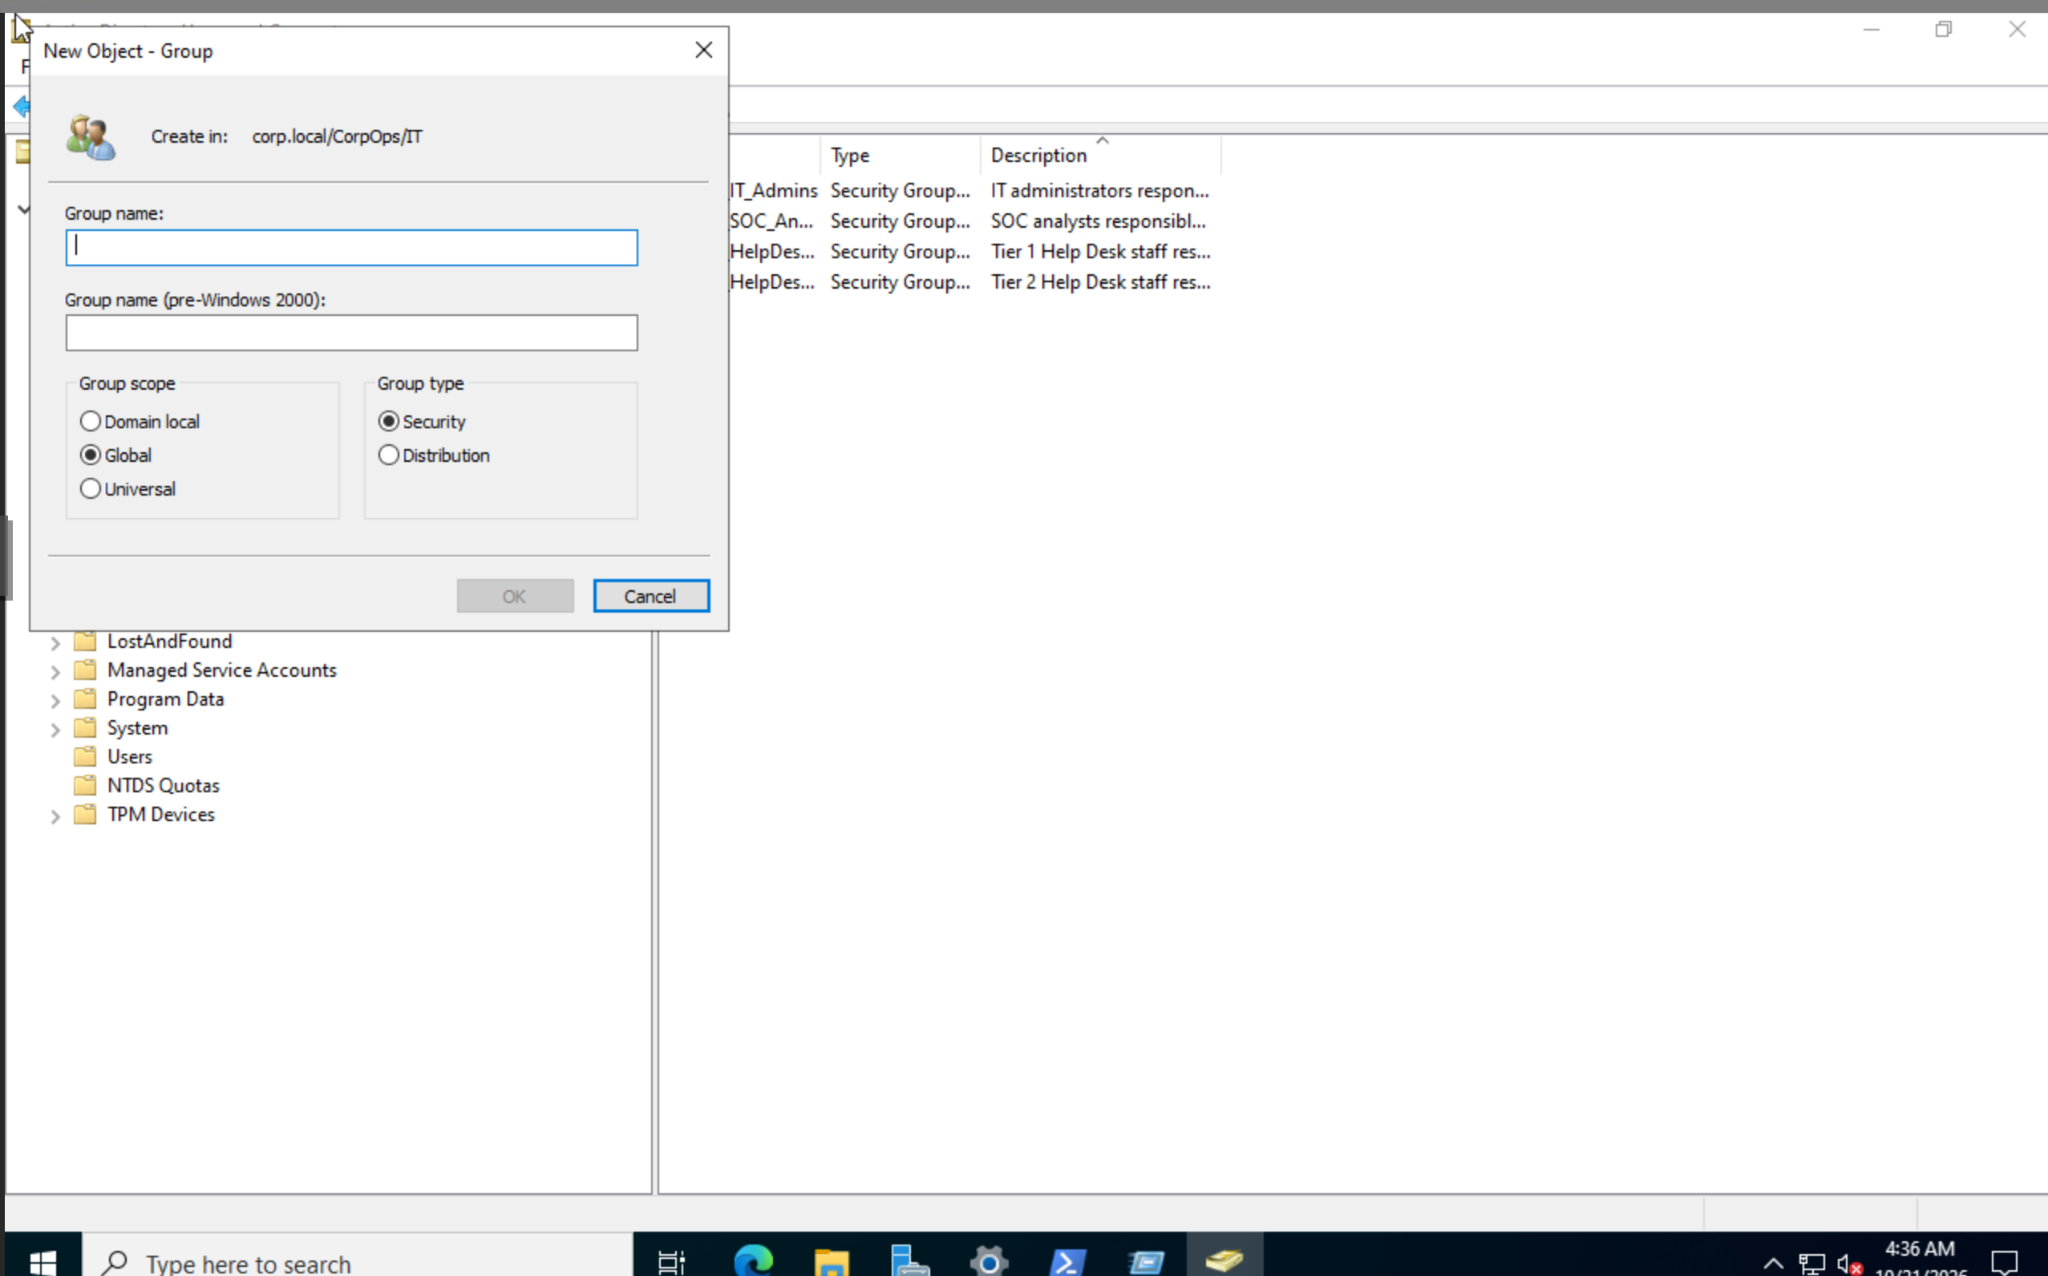 New Object - Group
Create in: corp.local/CorpOps/IT
Group name:
Group name (pre-Windows 2000):
Group scope
Domain local
Global
Universal
Group type
Security
Distribution
OK
Cancel
Type
Description
IT_Admins Security Group... IT administrators respon...
SOC_An... Security Group... SOC analysts responsibl...
HelpDes... Security Group... Tier 1 Help Desk staff res...
HelpDes... Security Group... Tier 2 Help Desk staff res...
LostAndFound
Managed Service Accounts
Program Data
System
Users
NTDS Quotas
TPM Devices
Type here to search
4:36 AM